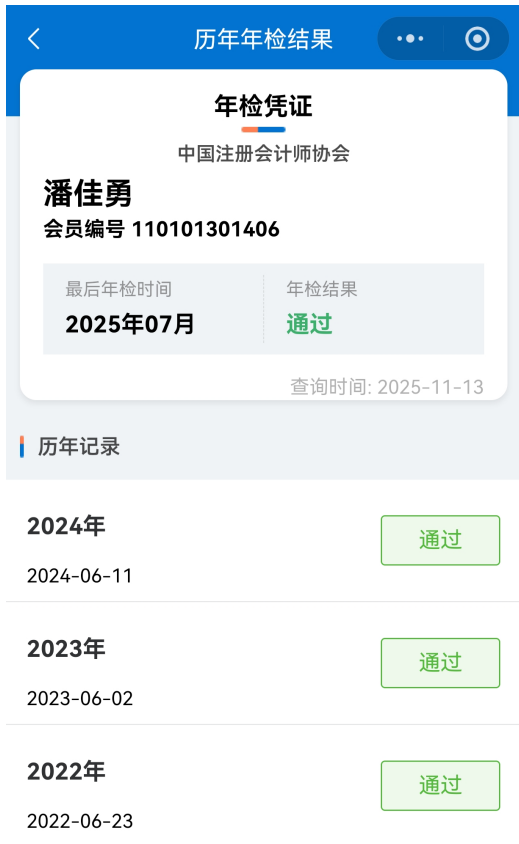 历年年检结果
年检凭证
中国注册会计师协会
潘佳勇
会员编号 110101301406
最后年检时间 年检结果
2025年07月 通过
查询时间: 2025-11-13
历年记录
2024年
通过
2024-06-11
2023年
通过
2023-06-02
2022年
通过
2022-06-23